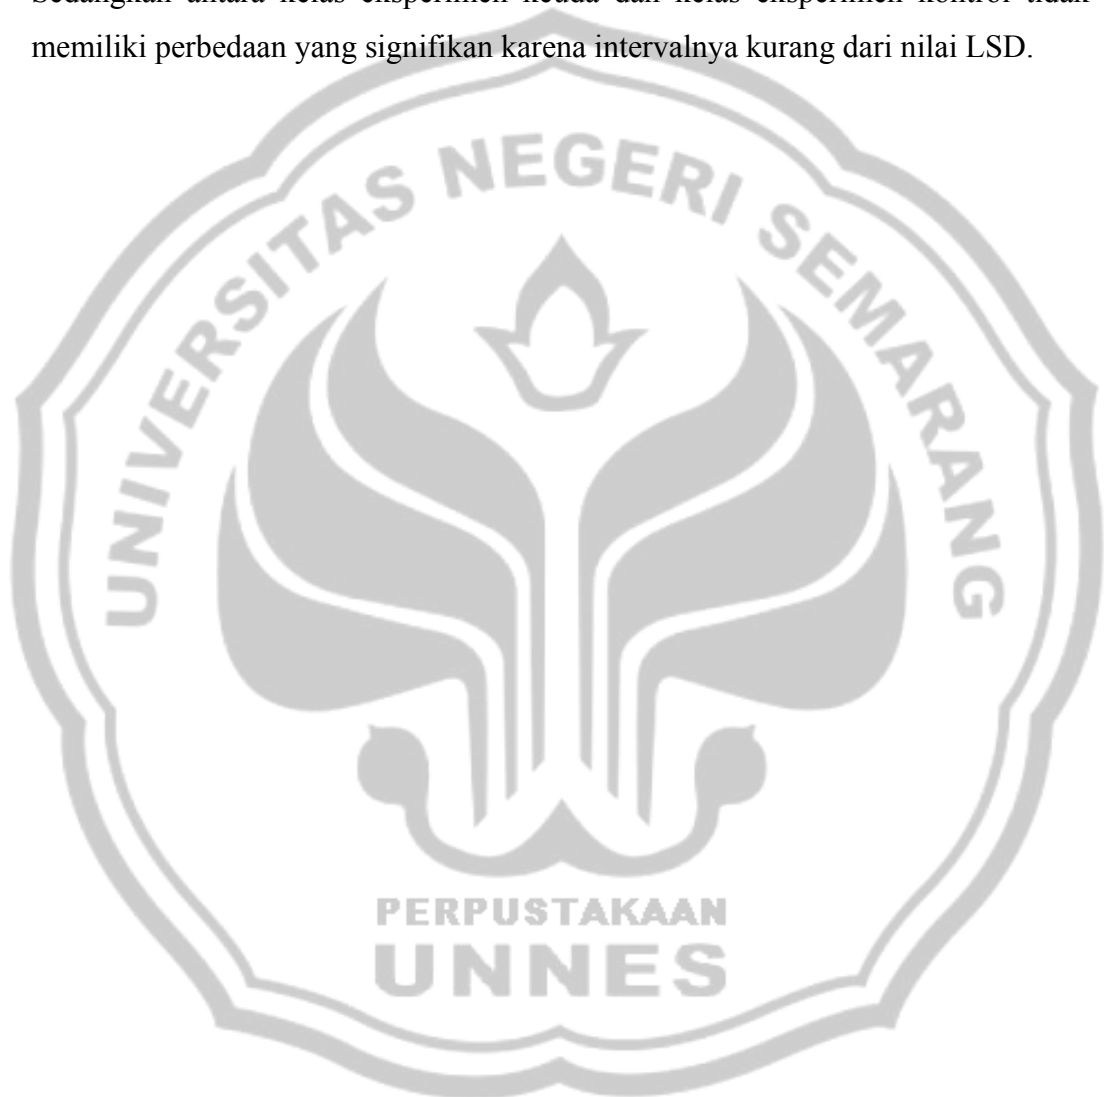 Sedangkan antara kelas eksperimen keuda dan kelas eksperimen kontrol tidak
memiliki perbedaan yang signifikan karena intervalnya kurang dari nilai LSD.
UNIVERSITAS NEGERI SEMARANG
PERPUSTAKAAN
UNNES